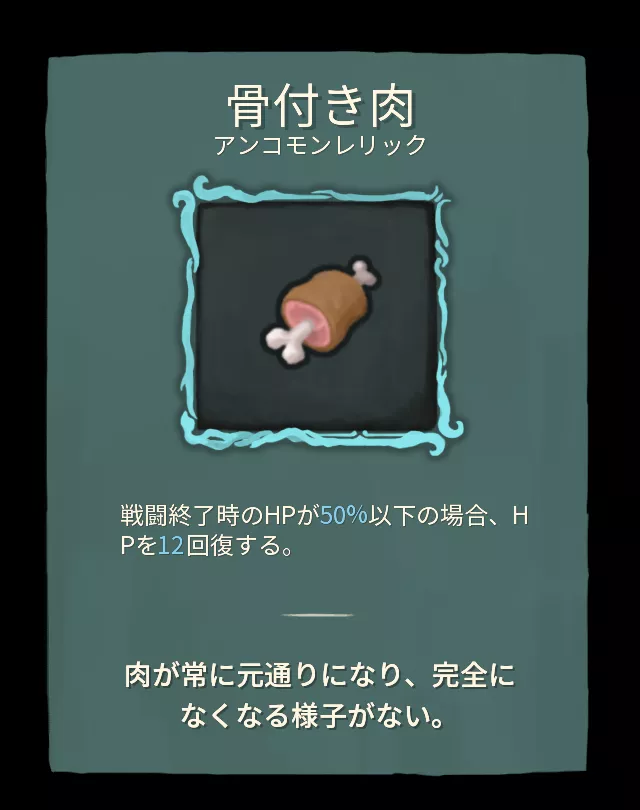 骨付き肉
アンコモンレリック
戦闘終了時のHPが50%以下の場合、H
Pを12回復する。
肉が常に元通りになり、完全に
なくなる様子がない。